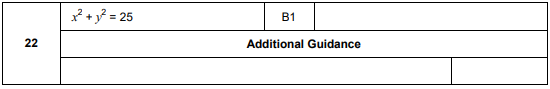 x² + y² = 25 B1
22
Additional Guidance